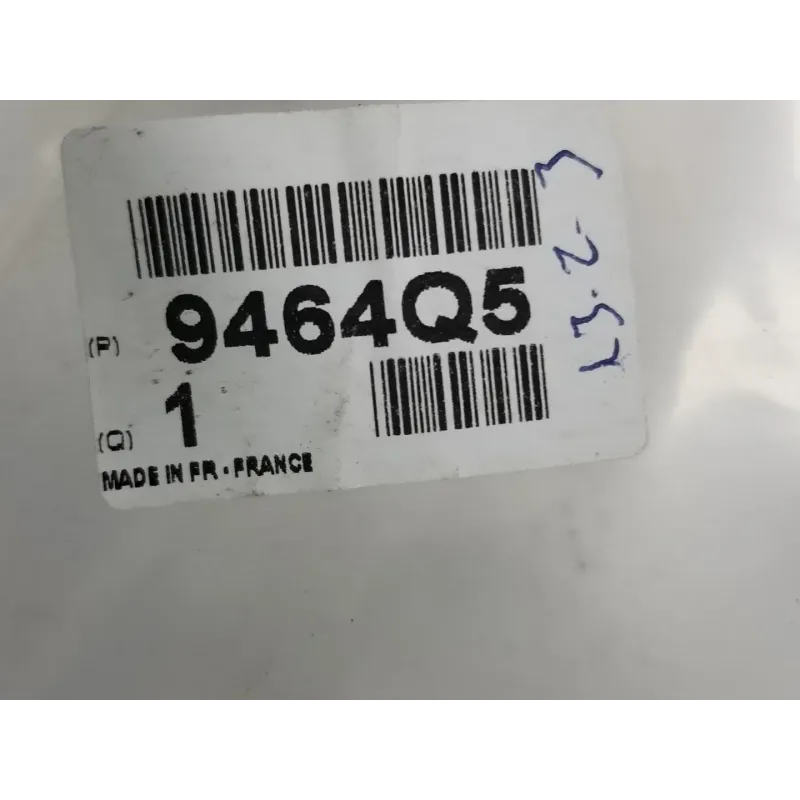 (P) 9464Q5
(Q) 1
MADE IN FR - FRANCE